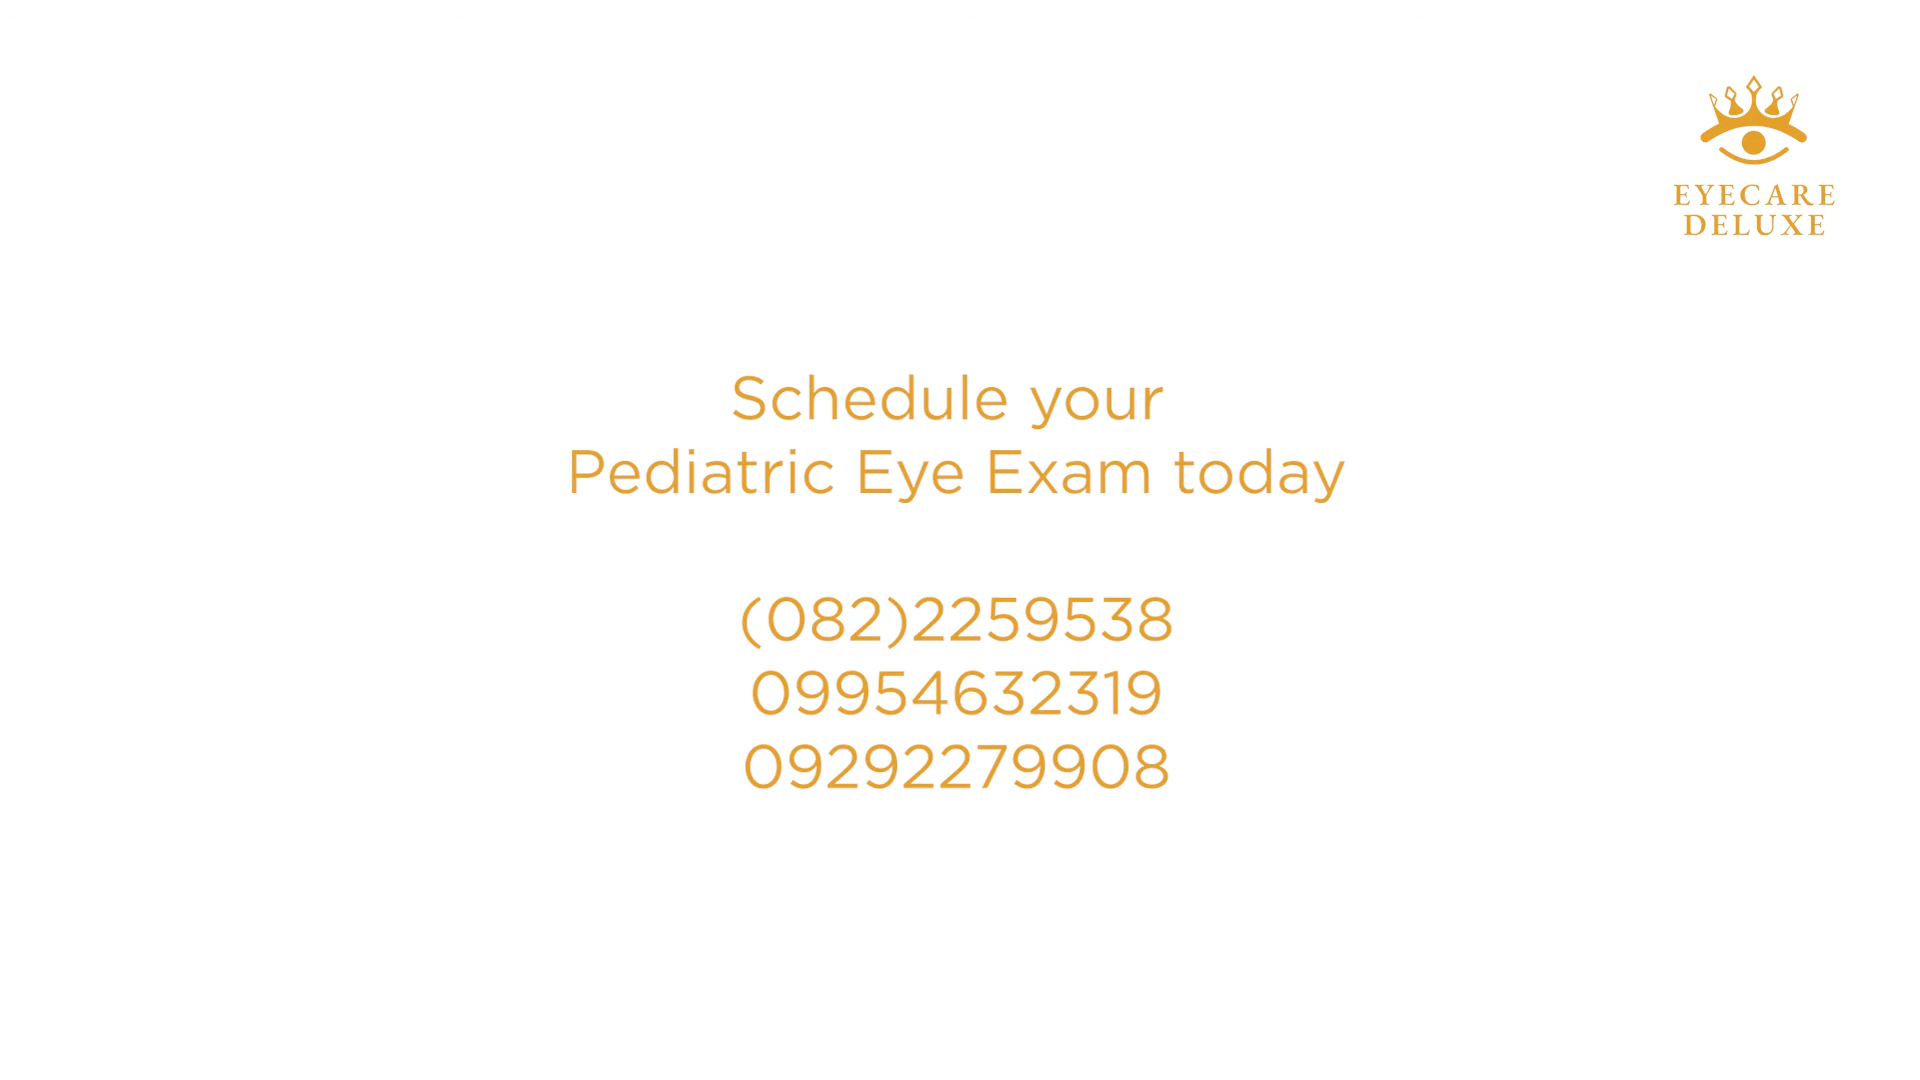 EYECARE
DELUXE
Schedule your
Pediatric Eye Exam today
(082)2259538
09954632319
09292279908